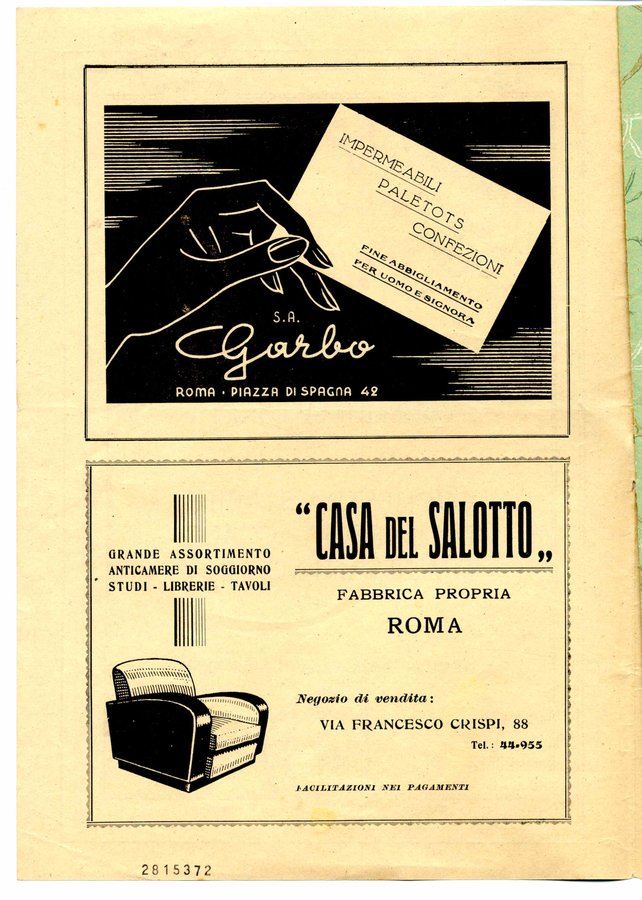 IMPERMEABILI
PALETOTS
CONFEZIONI
FINE ABBIGLIAMENTO
PER UOMO E SIGNORA
S.A.
Garbo
ROMA · PIAZZA DI SPAGNA 42
GRANDE ASSORTIMENTO
ANTICAMERE DI SOGGIORNO
STUDI - LIBRERIE - TAVOLI
“CASA DEL SALOTTO„
FABBRICA PROPRIA
ROMA
Negozio di vendita:
VIA FRANCESCO CRISPI, 88
Tel.: 44-955
FACILITAZIONI NEI PAGAMENTI
2815372